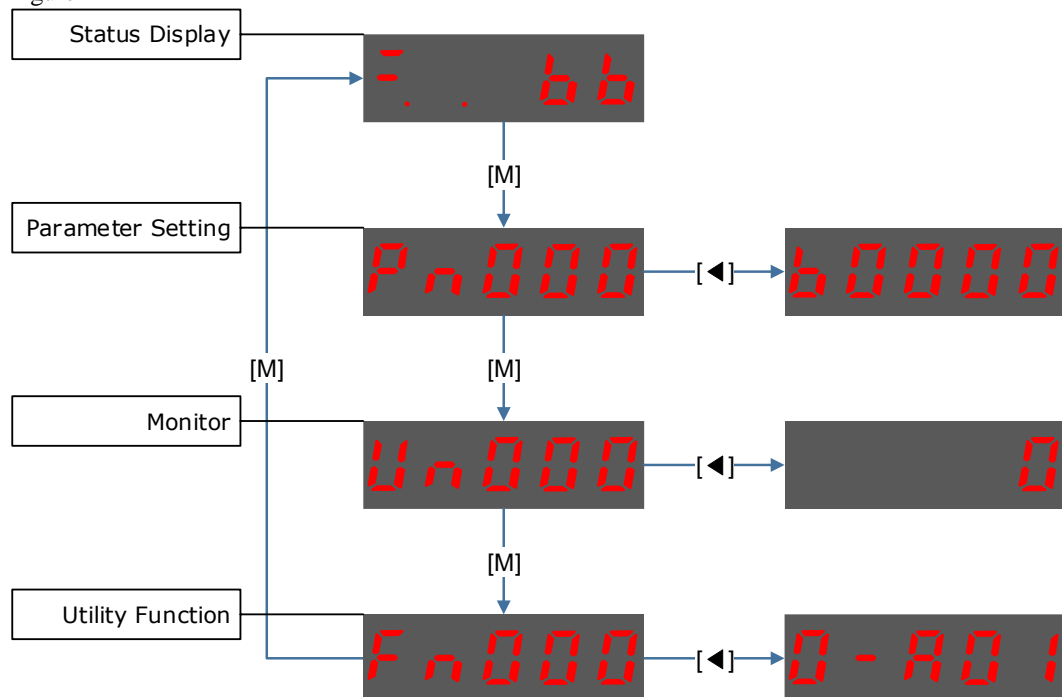 Status Display
bb
[M]
Parameter Setting
Pn000
[◀]
b0000
[M]
[M]
Monitor
Un000
[◀]
0
[M]
Utility Function
Fn000
[◀]
0-A01